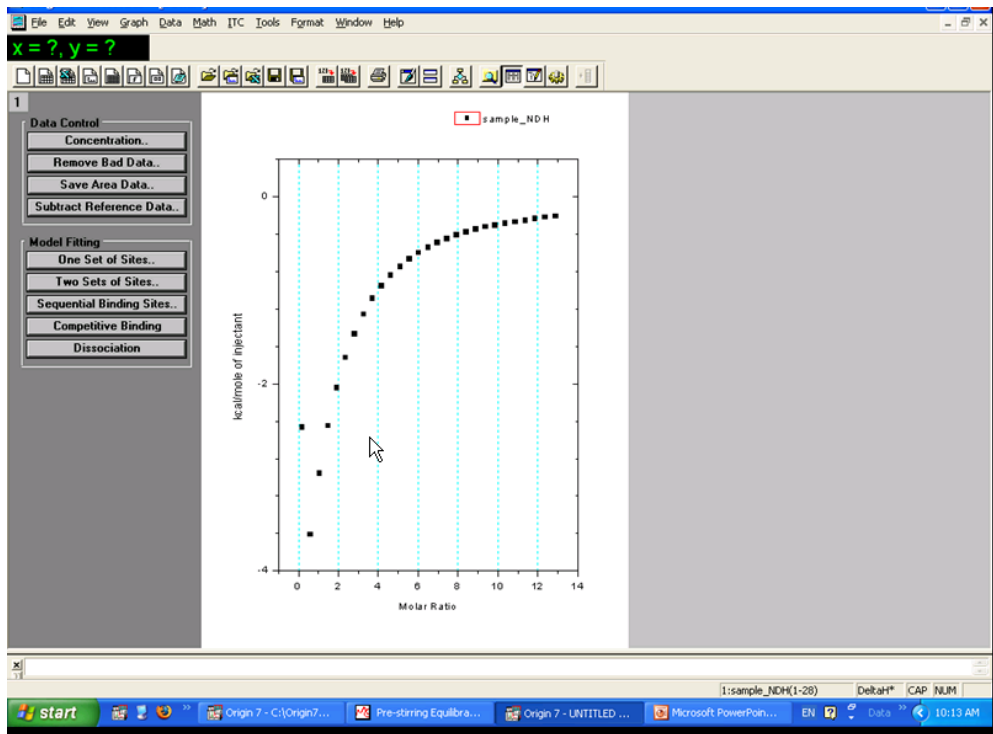 File Edit View Graph Data Math ITC Tools Format Window Help
x = ?, y = ?
1
sample_NDH
Data Control
Concentration..
Remove Bad Data..
Save Area Data..
Subtract Reference Data..
Model Fitting
One Set of Sites..
Two Sets of Sites..
Sequential Binding Sites..
Competitive Binding
Dissociation
0
-2
-4
kcal/mole of injectant
0 2 4 6 8 10 12 14
Molar Ratio
1:sample_NDH(1-28) DeltaH* CAP NUM
start Origin 7 - C:\Origin7... Pre-stirring Equilibra... Origin 7 - UNTITLED ... Microsoft PowerPoin... EN Data 10:13 AM